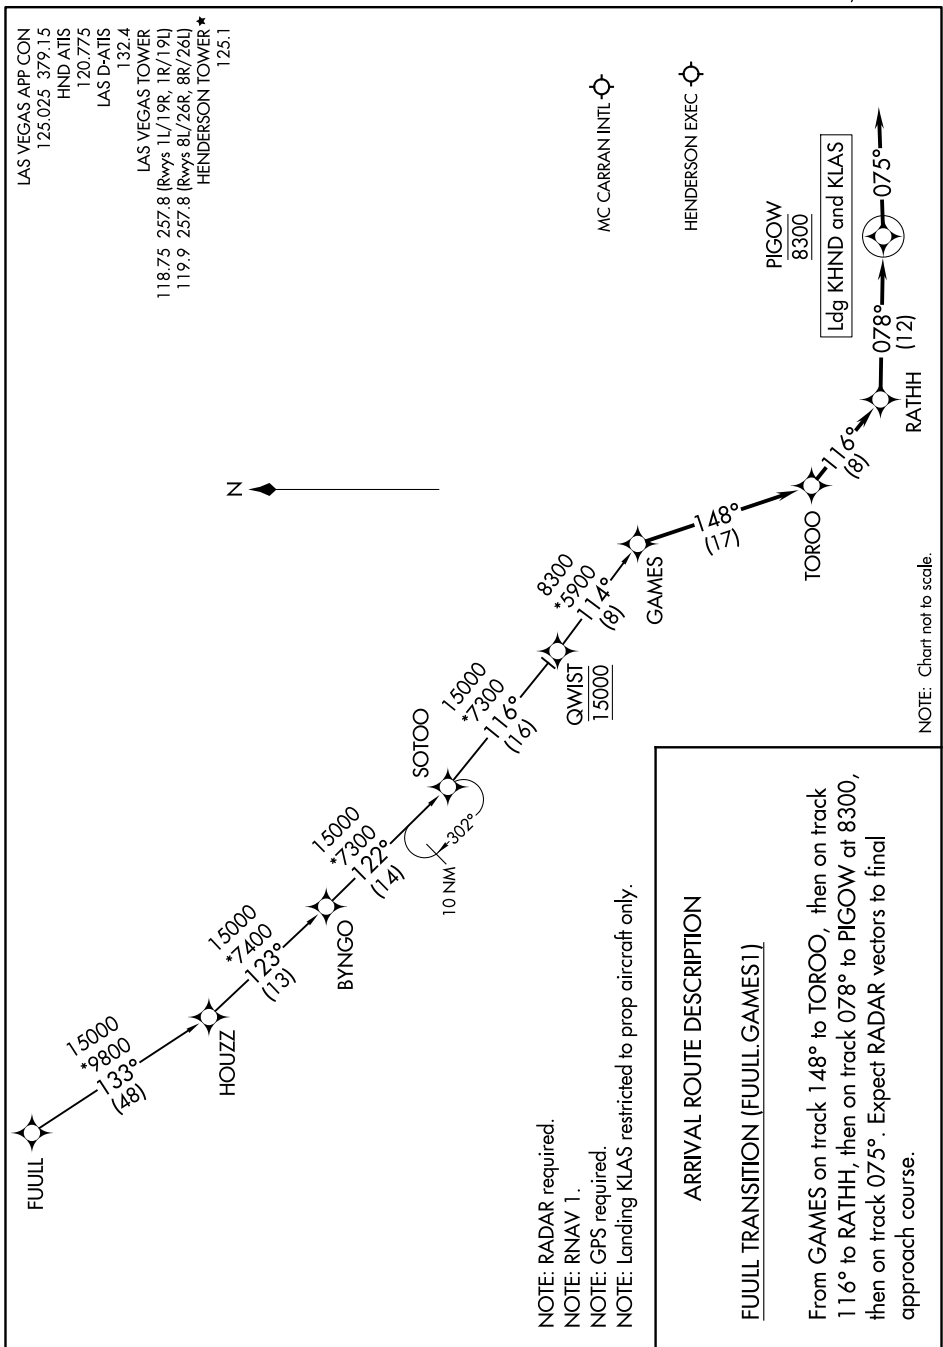 LAS VEGAS APP CON
125.025 379.15
HND ATIS
120.775
LAS D-ATIS
132.4
LAS VEGAS TOWER
118.75 257.8 (Rwys 1L/19R, 1R/19L)
119.9 257.8 (Rwys 8L/26R, 8R/26L)
HENDERSON TOWER★
125.1
FUULL
15000
*9800
133°
(48)
HOUZZ
15000
*7400
123°
(13)
BYNGO
15000
*7300
122°
(14)
SOTOO
10 NM
302°
15000
*7300
116°
(16)
QWIST
15000
8300
*5900
114°
(8)
GAMES
148°
(17)
TOROO
116°
(8)
RATHH
078°
(12)
PIGOW
8300
Ldg KHND and KLAS
075°
N
MC CARRAN INTL
HENDERSON EXEC
NOTE: RADAR required.
NOTE: RNAV 1.
NOTE: GPS required.
NOTE: Landing KLAS restricted to prop aircraft only.
NOTE: Chart not to scale.
ARRIVAL ROUTE DESCRIPTION
FUULL TRANSITION (FUULL.GAMES1)
From GAMES on track 148° to TOROO, then on track
116° to RATHH, then on track 078° to PIGOW at 8300,
then on track 075°. Expect RADAR vectors to final
approach course.